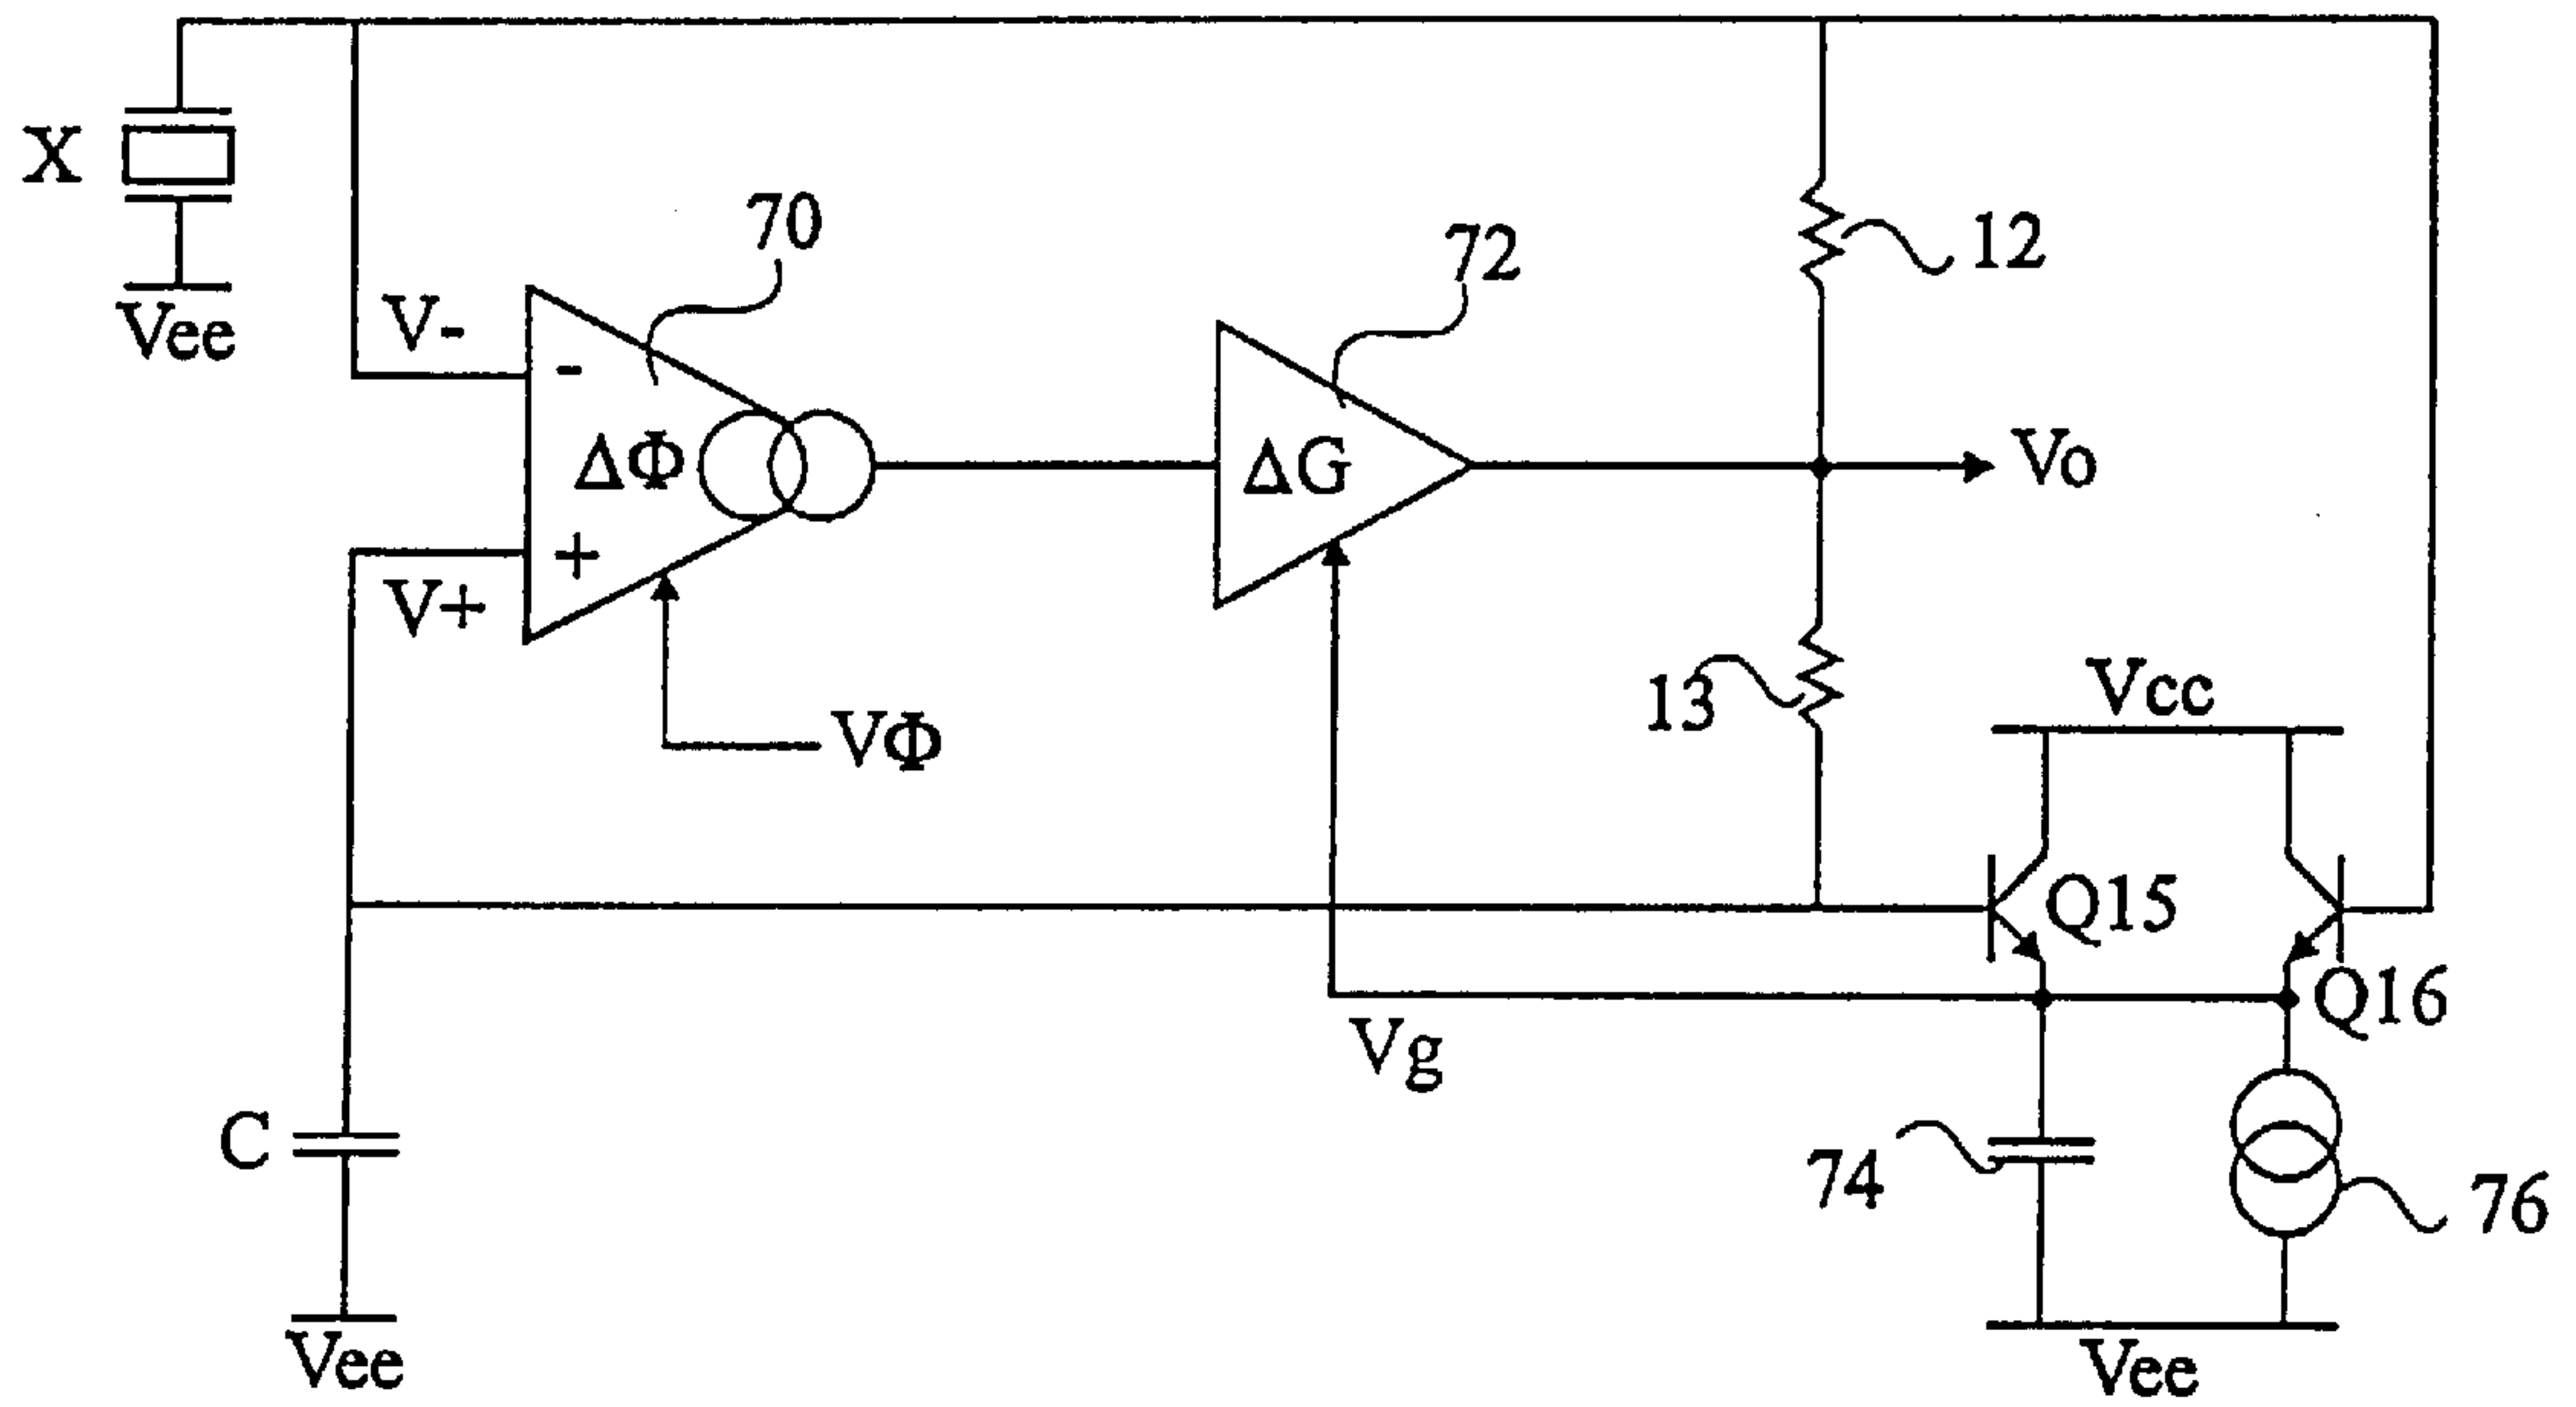 X
Vee
V-
-
70
ΔΦ
+
V+
VΦ
72
ΔG
12
Vo
13
Vcc
Q15
Q16
Vg
C
Vee
74
76
Vee